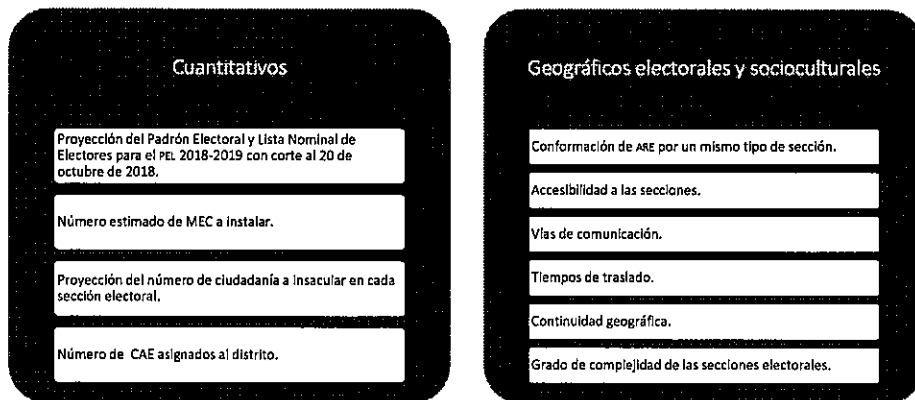 Cuantitativos
Proyección del Padrón Electoral y Lista Nominal de
Electores para el PEL 2018-2019 con corte al 20 de
octubre de 2018.
Número estimado de MEC a instalar.
Proyección del número de ciudadanía a insacular en cada
sección electoral.
Número de CAE asignados al distrito.
Geográficos electorales y socioculturales
Conformación de ARE por un mismo tipo de sección.
Accesibilidad a las secciones.
Vías de comunicación.
Tiempos de traslado.
Continuidad geográfica.
Grado de complejidad de las secciones electorales.